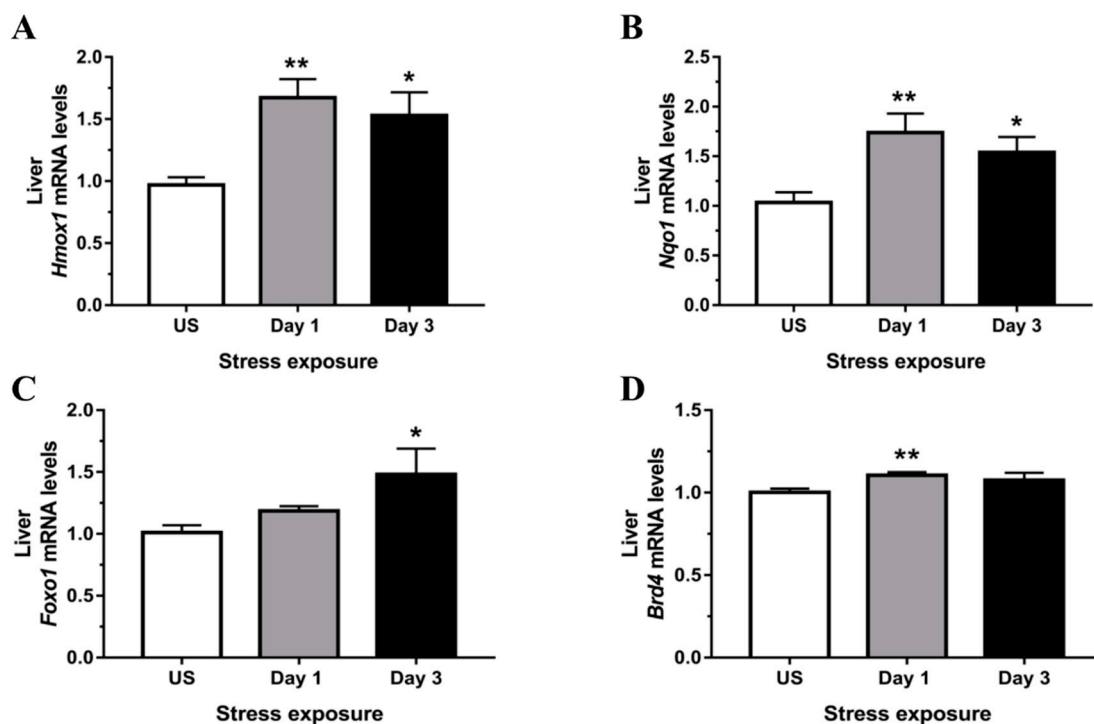 A
Liver
Hmox1 mRNA levels
2.0
1.5
1.0
0.5
0.0
**
*
US Day 1 Day 3
Stress exposure
B
Liver
Nqo1 mRNA levels
2.5
2.0
1.5
1.0
0.5
0.0
**
*
US Day 1 Day 3
Stress exposure
C
Liver
Foxo1 mRNA levels
2.0
1.5
1.0
0.5
0.0
*
US Day 1 Day 3
Stress exposure
D
Liver
Brd4 mRNA levels
1.5
1.0
0.5
0.0
**
US Day 1 Day 3
Stress exposure